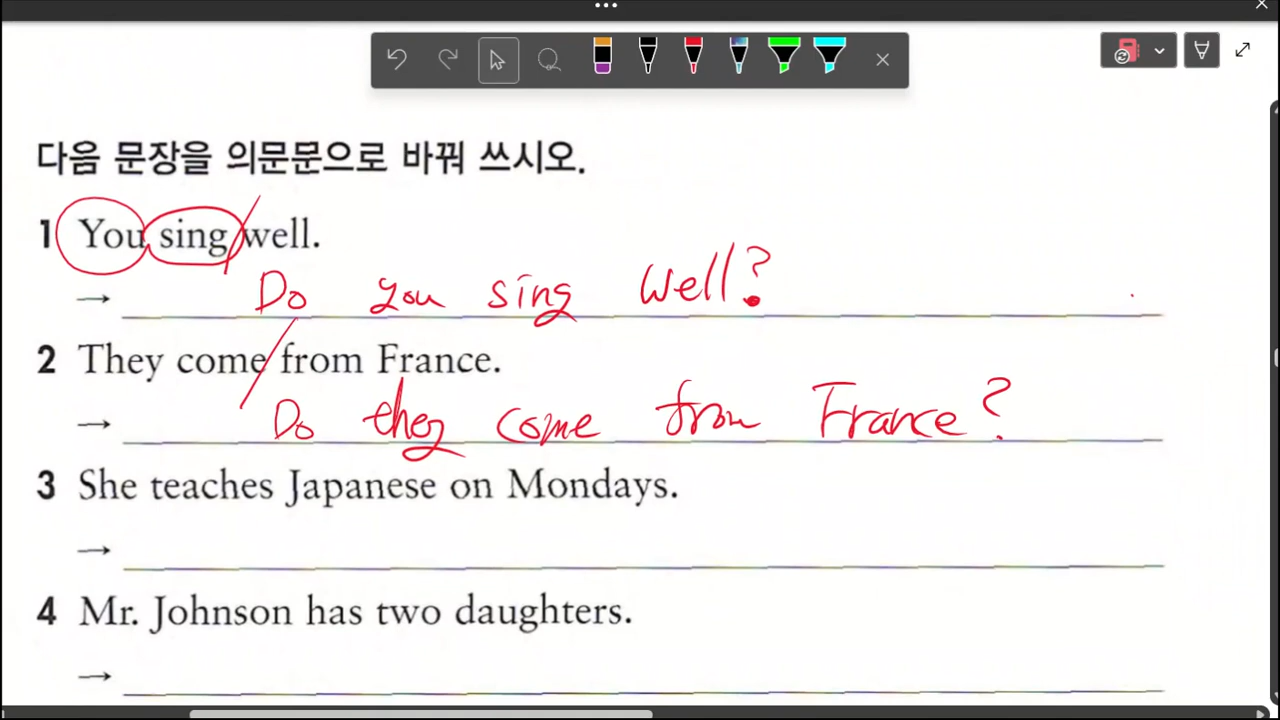 다음 문장을 의문문으로 바꿔 쓰시오.
1 You sing well.
→ Do you sing well?
2 They come from France.
→ Do they come from France?
3 She teaches Japanese on Mondays.
→
4 Mr. Johnson has two daughters.
→